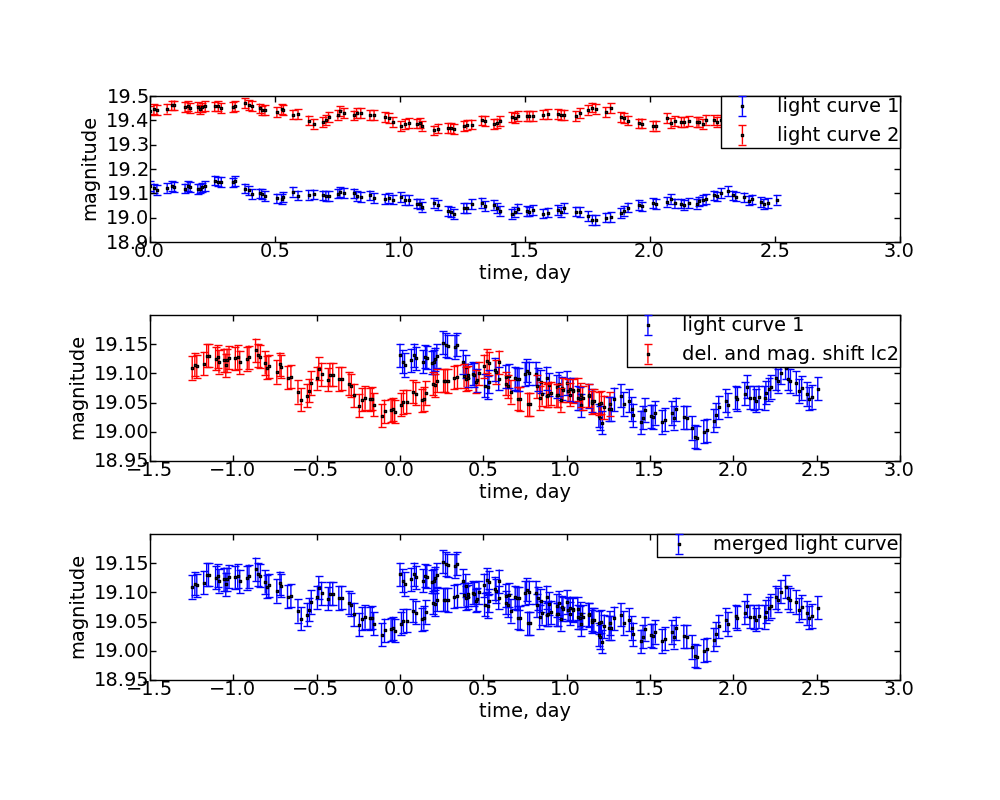 19.5
19.4
19.3
19.2
19.1
19.0
18.9
magnitude
light curve 1
light curve 2
0.0 0.5 1.0 1.5 2.0 2.5 3.0
time, day
19.15
19.10
19.05
19.00
18.95
magnitude
light curve 1
del. and mag. shift lc2
−1.5 −1.0 −0.5 0.0 0.5 1.0 1.5 2.0 2.5 3.0
time, day
19.15
19.10
19.05
19.00
18.95
magnitude
merged light curve
−1.5 −1.0 −0.5 0.0 0.5 1.0 1.5 2.0 2.5 3.0
time, day